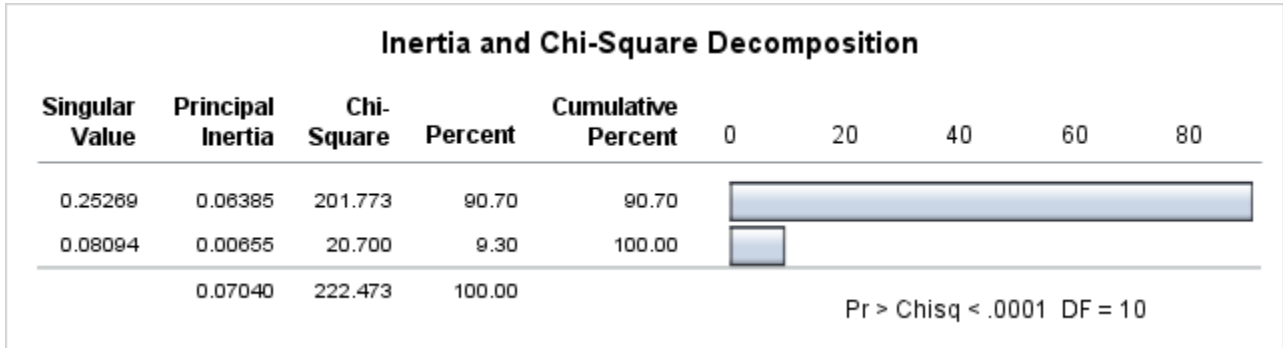 Inertia and Chi-Square Decomposition
Singular Value Principal Inertia Chi-Square Percent Cumulative Percent 0 20 40 60 80
0.25269 0.06385 201.773 90.70 90.70
0.08094 0.00655 20.700 9.30 100.00
0.07040 222.473 100.00
Pr > Chisq < .0001 DF = 10